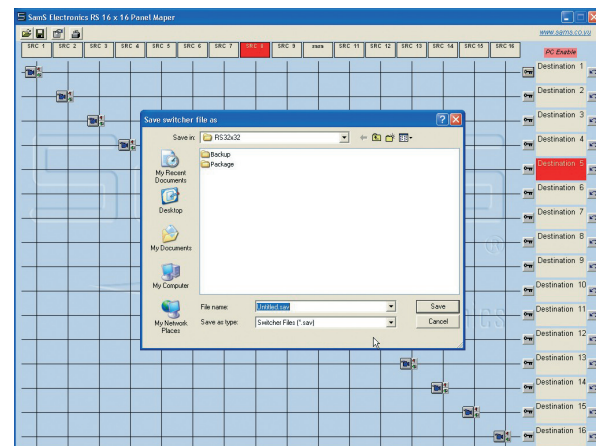 SamS Electronics RS 16 x 16 Panel Maper
www.sams.co.yu
SRC 1 SRC 2 SRC 3 SRC 4 SRC 5 SRC 6 SRC 7 SRC 8 SRC 9 SRC 11 SRC 12 SRC 13 SRC 14 SRC 15 SRC 16
PC Enable
Destination 1
Destination 2
Destination 3
Destination 4
Destination 5
Destination 6
Destination 7
Destination 8
Destination 9
Destination 10
Destination 11
Destination 12
Destination 13
Destination 14
Destination 15
Destination 16
Save switcher file as
Save in: RS32x32
Backup
Package
My Recent
Documents
Desktop
My Documents
My Computer
My Network
Places
File name: Untitled.sav Save
Save as type: Switcher Files (*.sav) Cancel